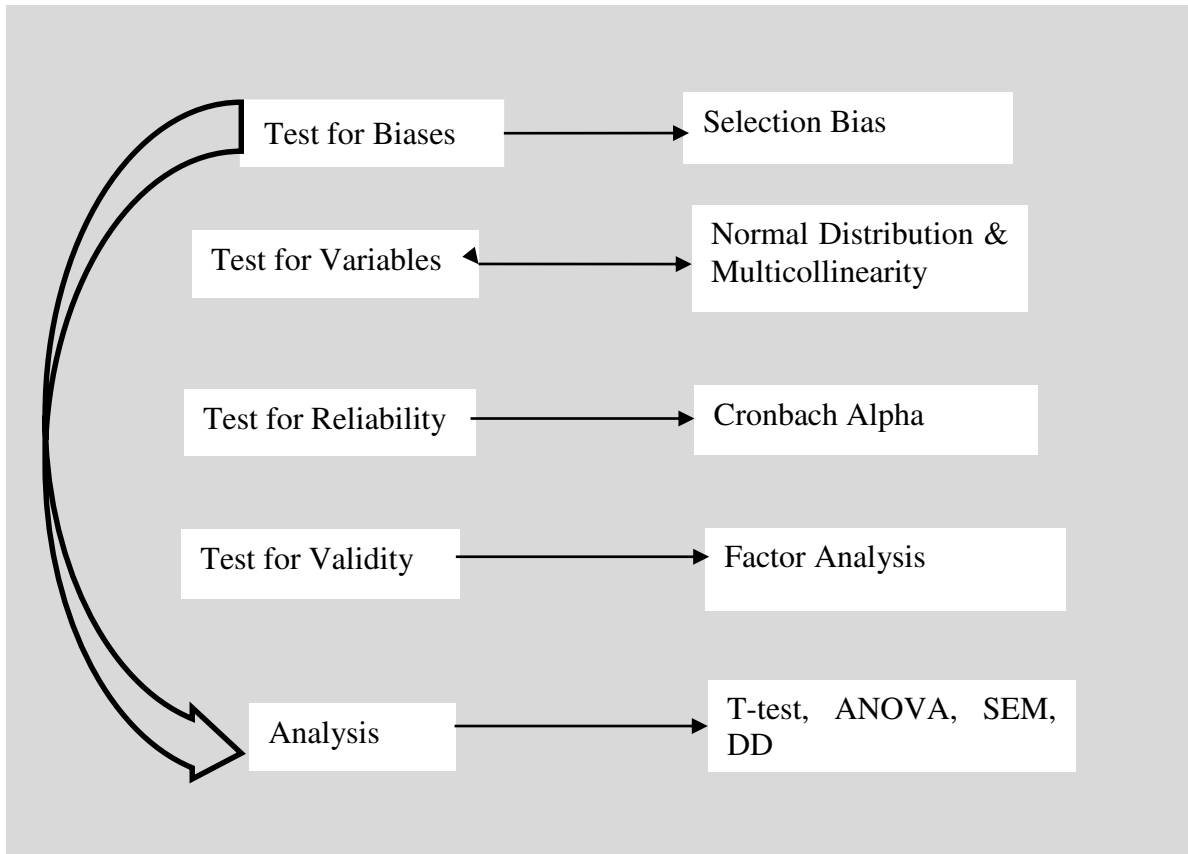 Test for Biases
Selection Bias
Test for Variables
Normal Distribution &
Multicollinearity
Test for Reliability
Cronbach Alpha
Test for Validity
Factor Analysis
Analysis
T-test, ANOVA, SEM,
DD